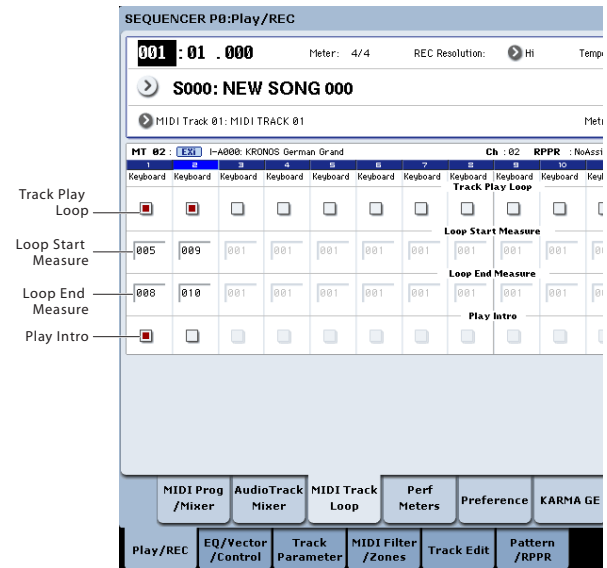 SEQUENCER P0:Play/REC
001 : 01 . 000 Meter: 4/4 REC Resolution: Hi Tempo
S000: NEW SONG 000
MIDI Track 01: MIDI TRACK 01 Metr
MT 02 : EXi I-A000: KRONOS German Grand Ch : 02 RPPR : NoAssi
1 2 3 4 5 6 7 8 9 10
Keyboard Keyboard Keyboard Keyboard Keyboard Keyboard Keyboard Keyboard Keyboard Keyboard Key
Track Play Loop
Track Play
Loop
Loop Start Measure
Loop Start
Measure
005 009 001 001 001 001 001 001 001 001
Loop End Measure
Loop End
Measure
008 010 001 001 001 001 001 001 001 001
Play Intro
Play Intro
MIDI Prog
/Mixer
AudioTrack
Mixer
MIDI Track
Loop
Perf
Meters
Preference
KARMA GE
Play/REC
EQ/Vector
/Control
Track
Parameter
MIDI Filter
/Zones
Track Edit
Pattern
/RPPR